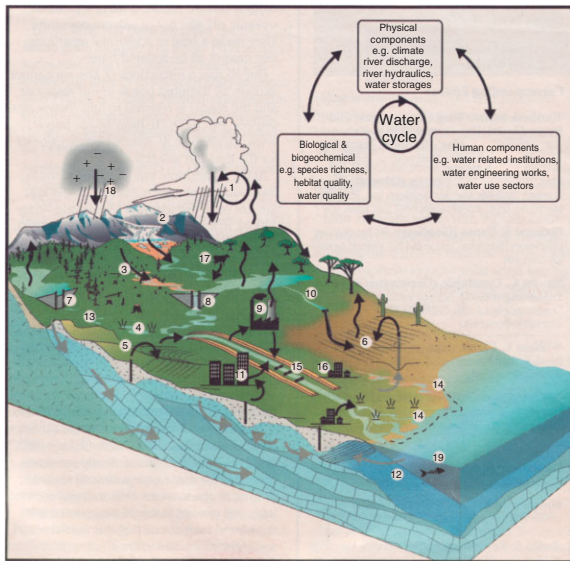 Physical
components
e.g. climate
river discharge,
river hydraulics,
water storages
Water
cycle
Biological &
biogeochemical
e.g. species richness,
hebitat quality,
water quality
Human components
e.g. water related institutions,
water engineering works,
water use sectors
+ − +
+ −
18
1
2
17
3
7
8
9
10
13
4
5
6
15
16
11
14
14
19
12